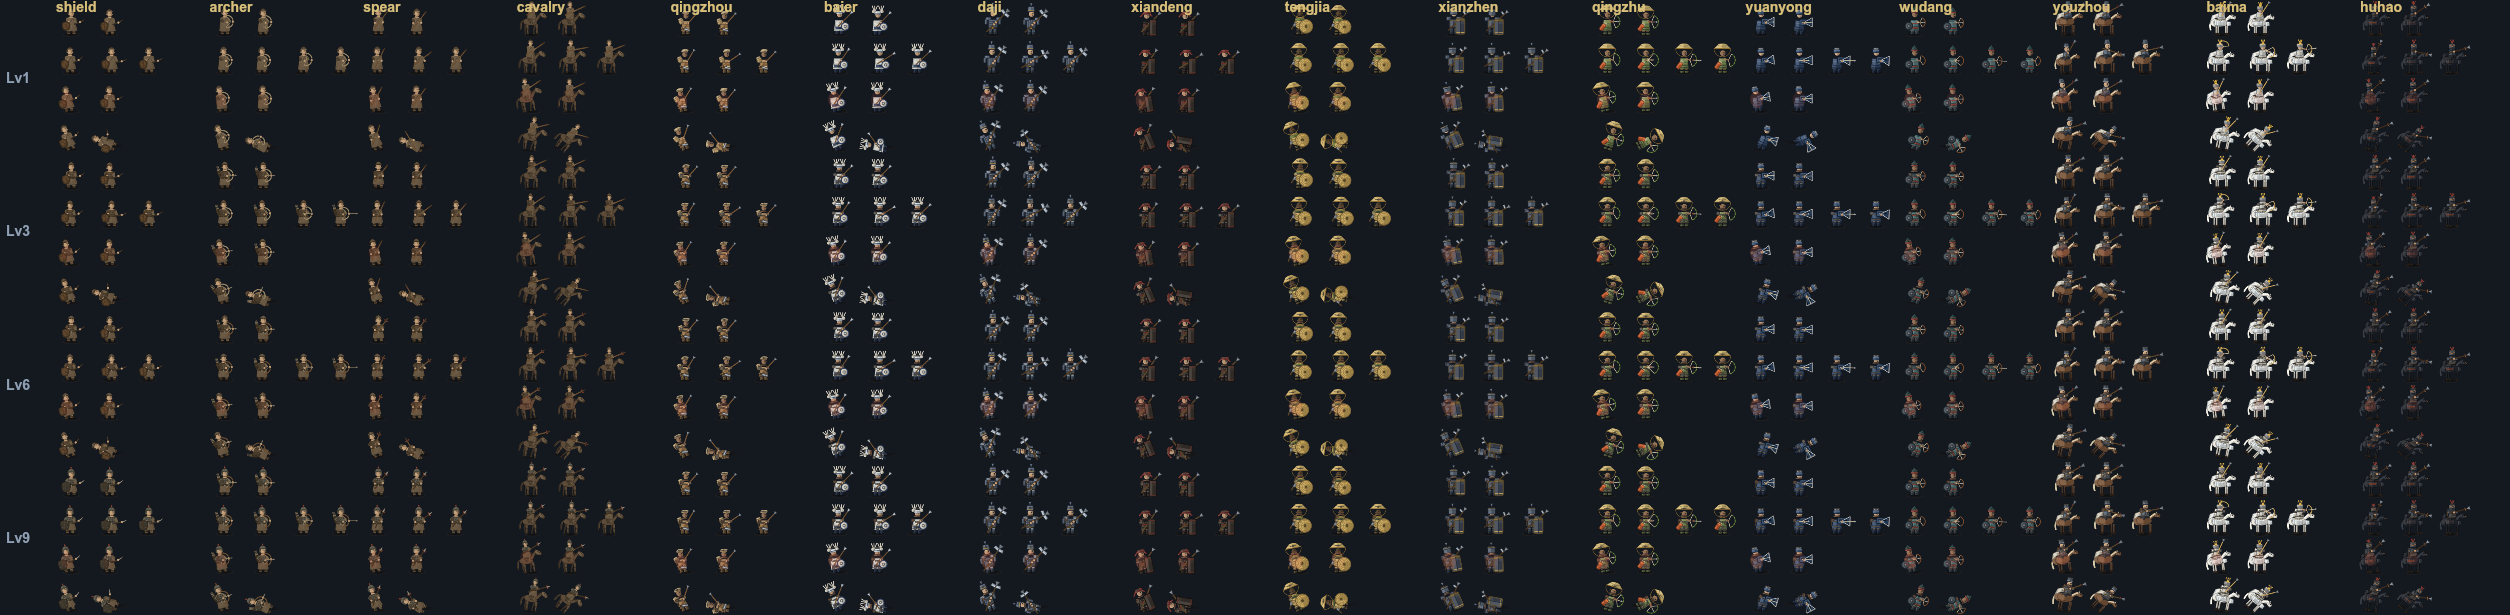 shield archer spear cavalry qingzhou baier daji xiandeng tengjia xianzhen qingzhu yuanyong wudang youzhou baima huhao
Lv1
Lv3
Lv6
Lv9